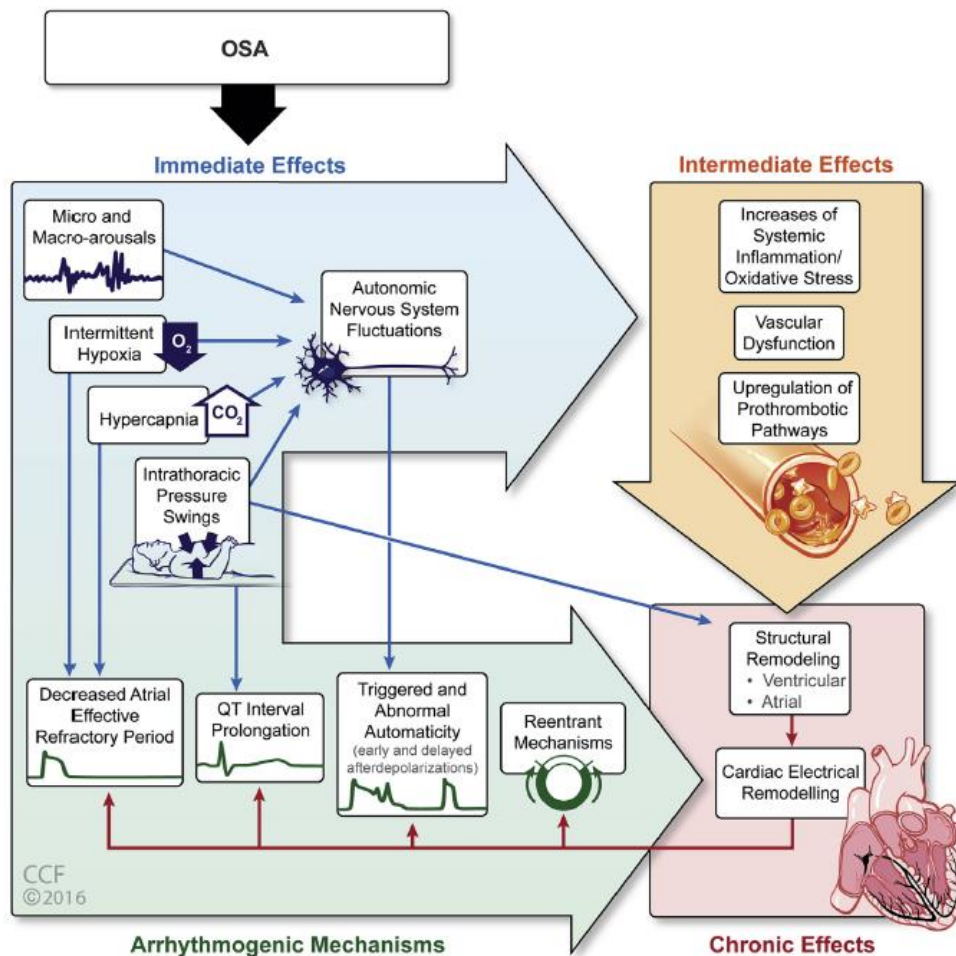 OSA
Immediate Effects
Micro and
Macro-arousals
Intermittent
Hypoxia
O2
Hypercapnia
CO2
Intrathoracic
Pressure
Swings
Autonomic
Nervous System
Fluctuations
Intermediate Effects
Increases of
Systemic
Inflammation/
Oxidative Stress
Vascular
Dysfunction
Upregulation of
Prothrombotic
Pathways
Decreased Atrial
Effective
Refractory Period
QT Interval
Prolongation
Triggered and
Abnormal
Automaticity
(early and delayed
afterdepolarizations)
Reentrant
Mechanisms
Structural
Remodeling
• Ventricular
• Atrial
Cardiac Electrical
Remodelling
CCF
©2016
Arrhythmogenic Mechanisms
Chronic Effects